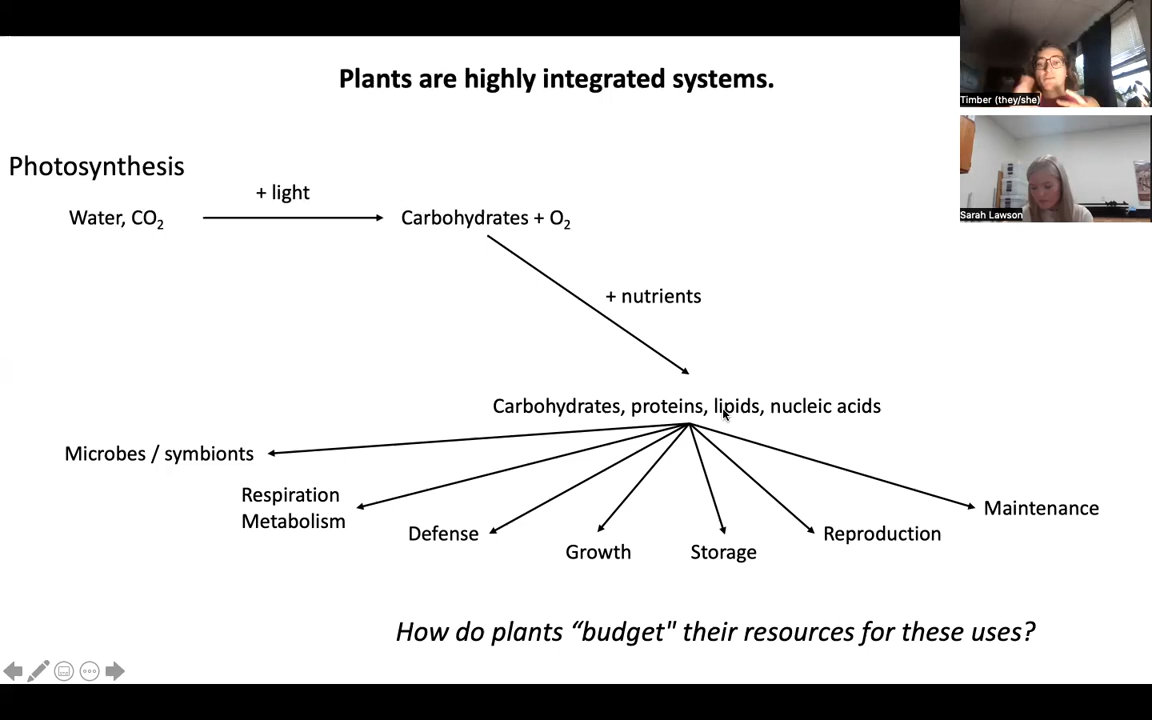 Plants are highly integrated systems.
Timber (they/she)
Photosynthesis
+ light
Water, CO₂
Carbohydrates + O₂
Sarah Lawson
+ nutrients
Carbohydrates, proteins, lipids, nucleic acids
Microbes / symbionts
Respiration
Metabolism
Defense
Growth
Storage
Reproduction
Maintenance
How do plants “budget" their resources for these uses?